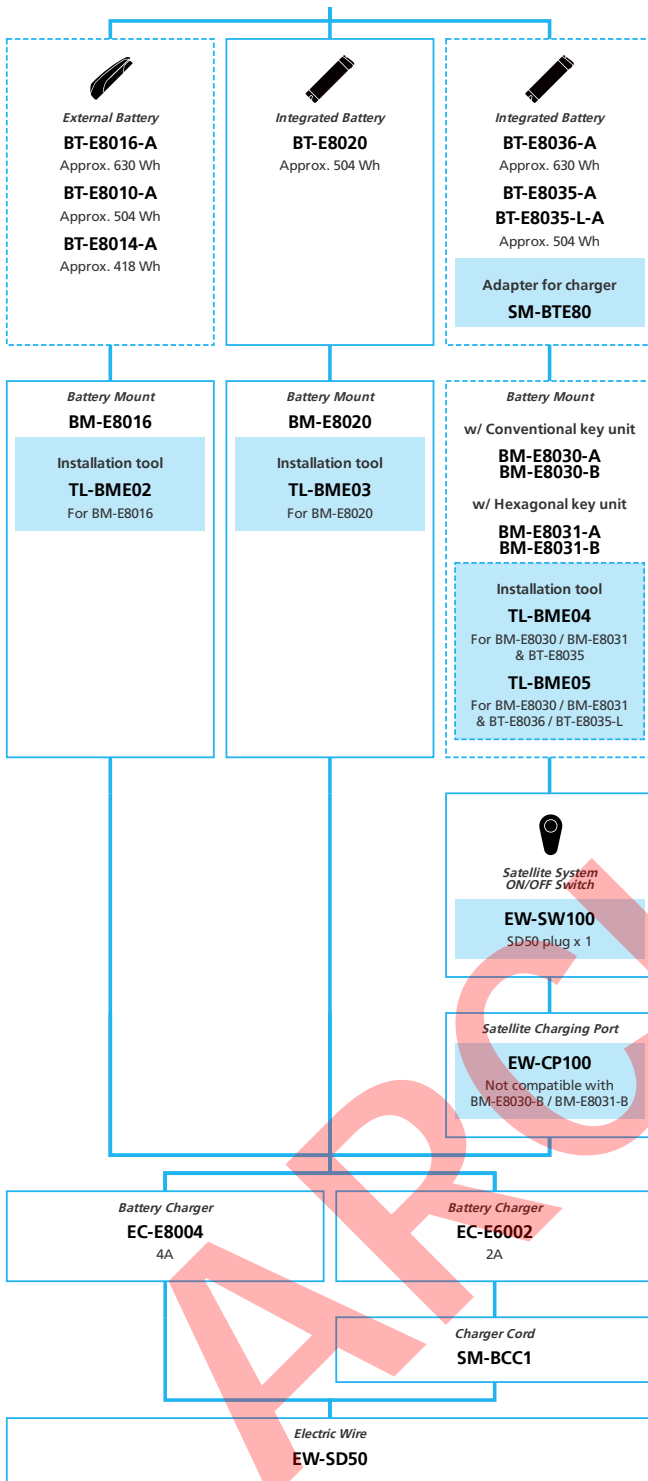 External Battery
BT-E8016-A
Approx. 630 Wh
BT-E8010-A
Approx. 504 Wh
BT-E8014-A
Approx. 418 Wh
Integrated Battery
BT-E8020
Approx. 504 Wh
Integrated Battery
BT-E8036-A
Approx. 630 Wh
BT-E8035-A
BT-E8035-L-A
Approx. 504 Wh
Adapter for charger
SM-BTE80
Battery Mount
BM-E8016
Installation tool
TL-BME02
For BM-E8016
Battery Mount
BM-E8020
Installation tool
TL-BME03
For BM-E8020
Battery Mount
w/ Conventional key unit
BM-E8030-A
BM-E8030-B
w/ Hexagonal key unit
BM-E8031-A
BM-E8031-B
Installation tool
TL-BME04
For BM-E8030 / BM-E8031
& BT-E8035
TL-BME05
For BM-E8030 / BM-E8031
& BT-E8036 / BT-E8035-L
Satellite System
ON/OFF Switch
EW-SW100
SD50 plug x 1
Satellite Charging Port
EW-CP100
Not compatible with
BM-E8030-B / BM-E8031-B
Battery Charger
EC-E8004
4A
Battery Charger
EC-E6002
2A
Charger Cord
SM-BCC1
Electric Wire
EW-SD50
ARC